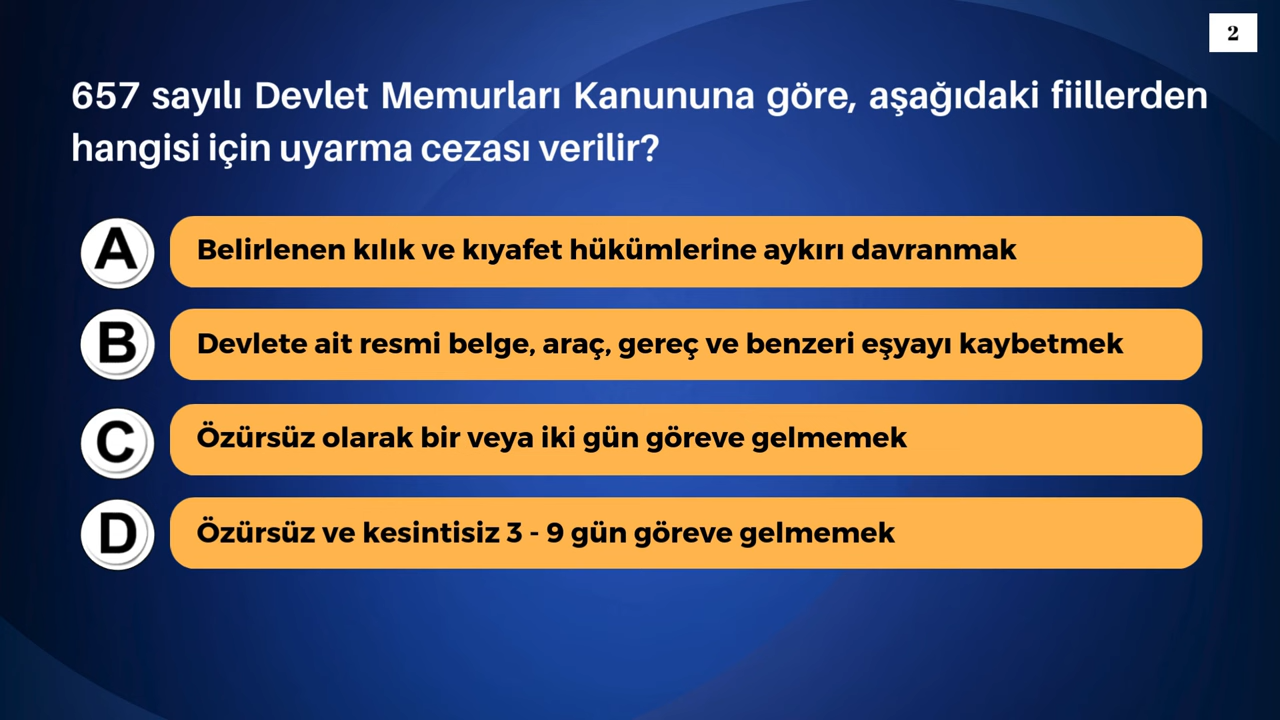 2
657 sayılı Devlet Memurları Kanununa göre, aşağıdaki fiillerden
hangisi için uyarma cezası verilir?
A Belirlenen kılık ve kıyafet hükümlerine aykırı davranmak
B Devlete ait resmi belge, araç, gereç ve benzeri eşyayı kaybetmek
C Özürsüz olarak bir veya iki gün göreve gelmemek
D Özürsüz ve kesintisiz 3 - 9 gün göreve gelmemek